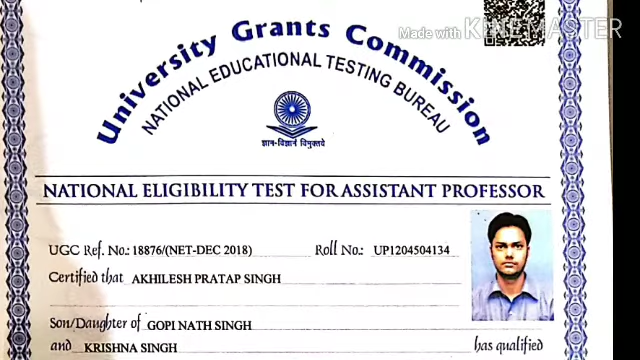 Made with KINEMASTER
University Grants Commission
NATIONAL EDUCATIONAL TESTING BUREAU
ज्ञान-विज्ञानं विमुक्तये
NATIONAL ELIGIBILITY TEST FOR ASSISTANT PROFESSOR
UGC Ref. No.: 18876/(NET-DEC 2018) Roll No.: UP1204504134
Certified that AKHILESH PRATAP SINGH
Son/Daughter of GOPI NATH SINGH
and KRISHNA SINGH has qualified